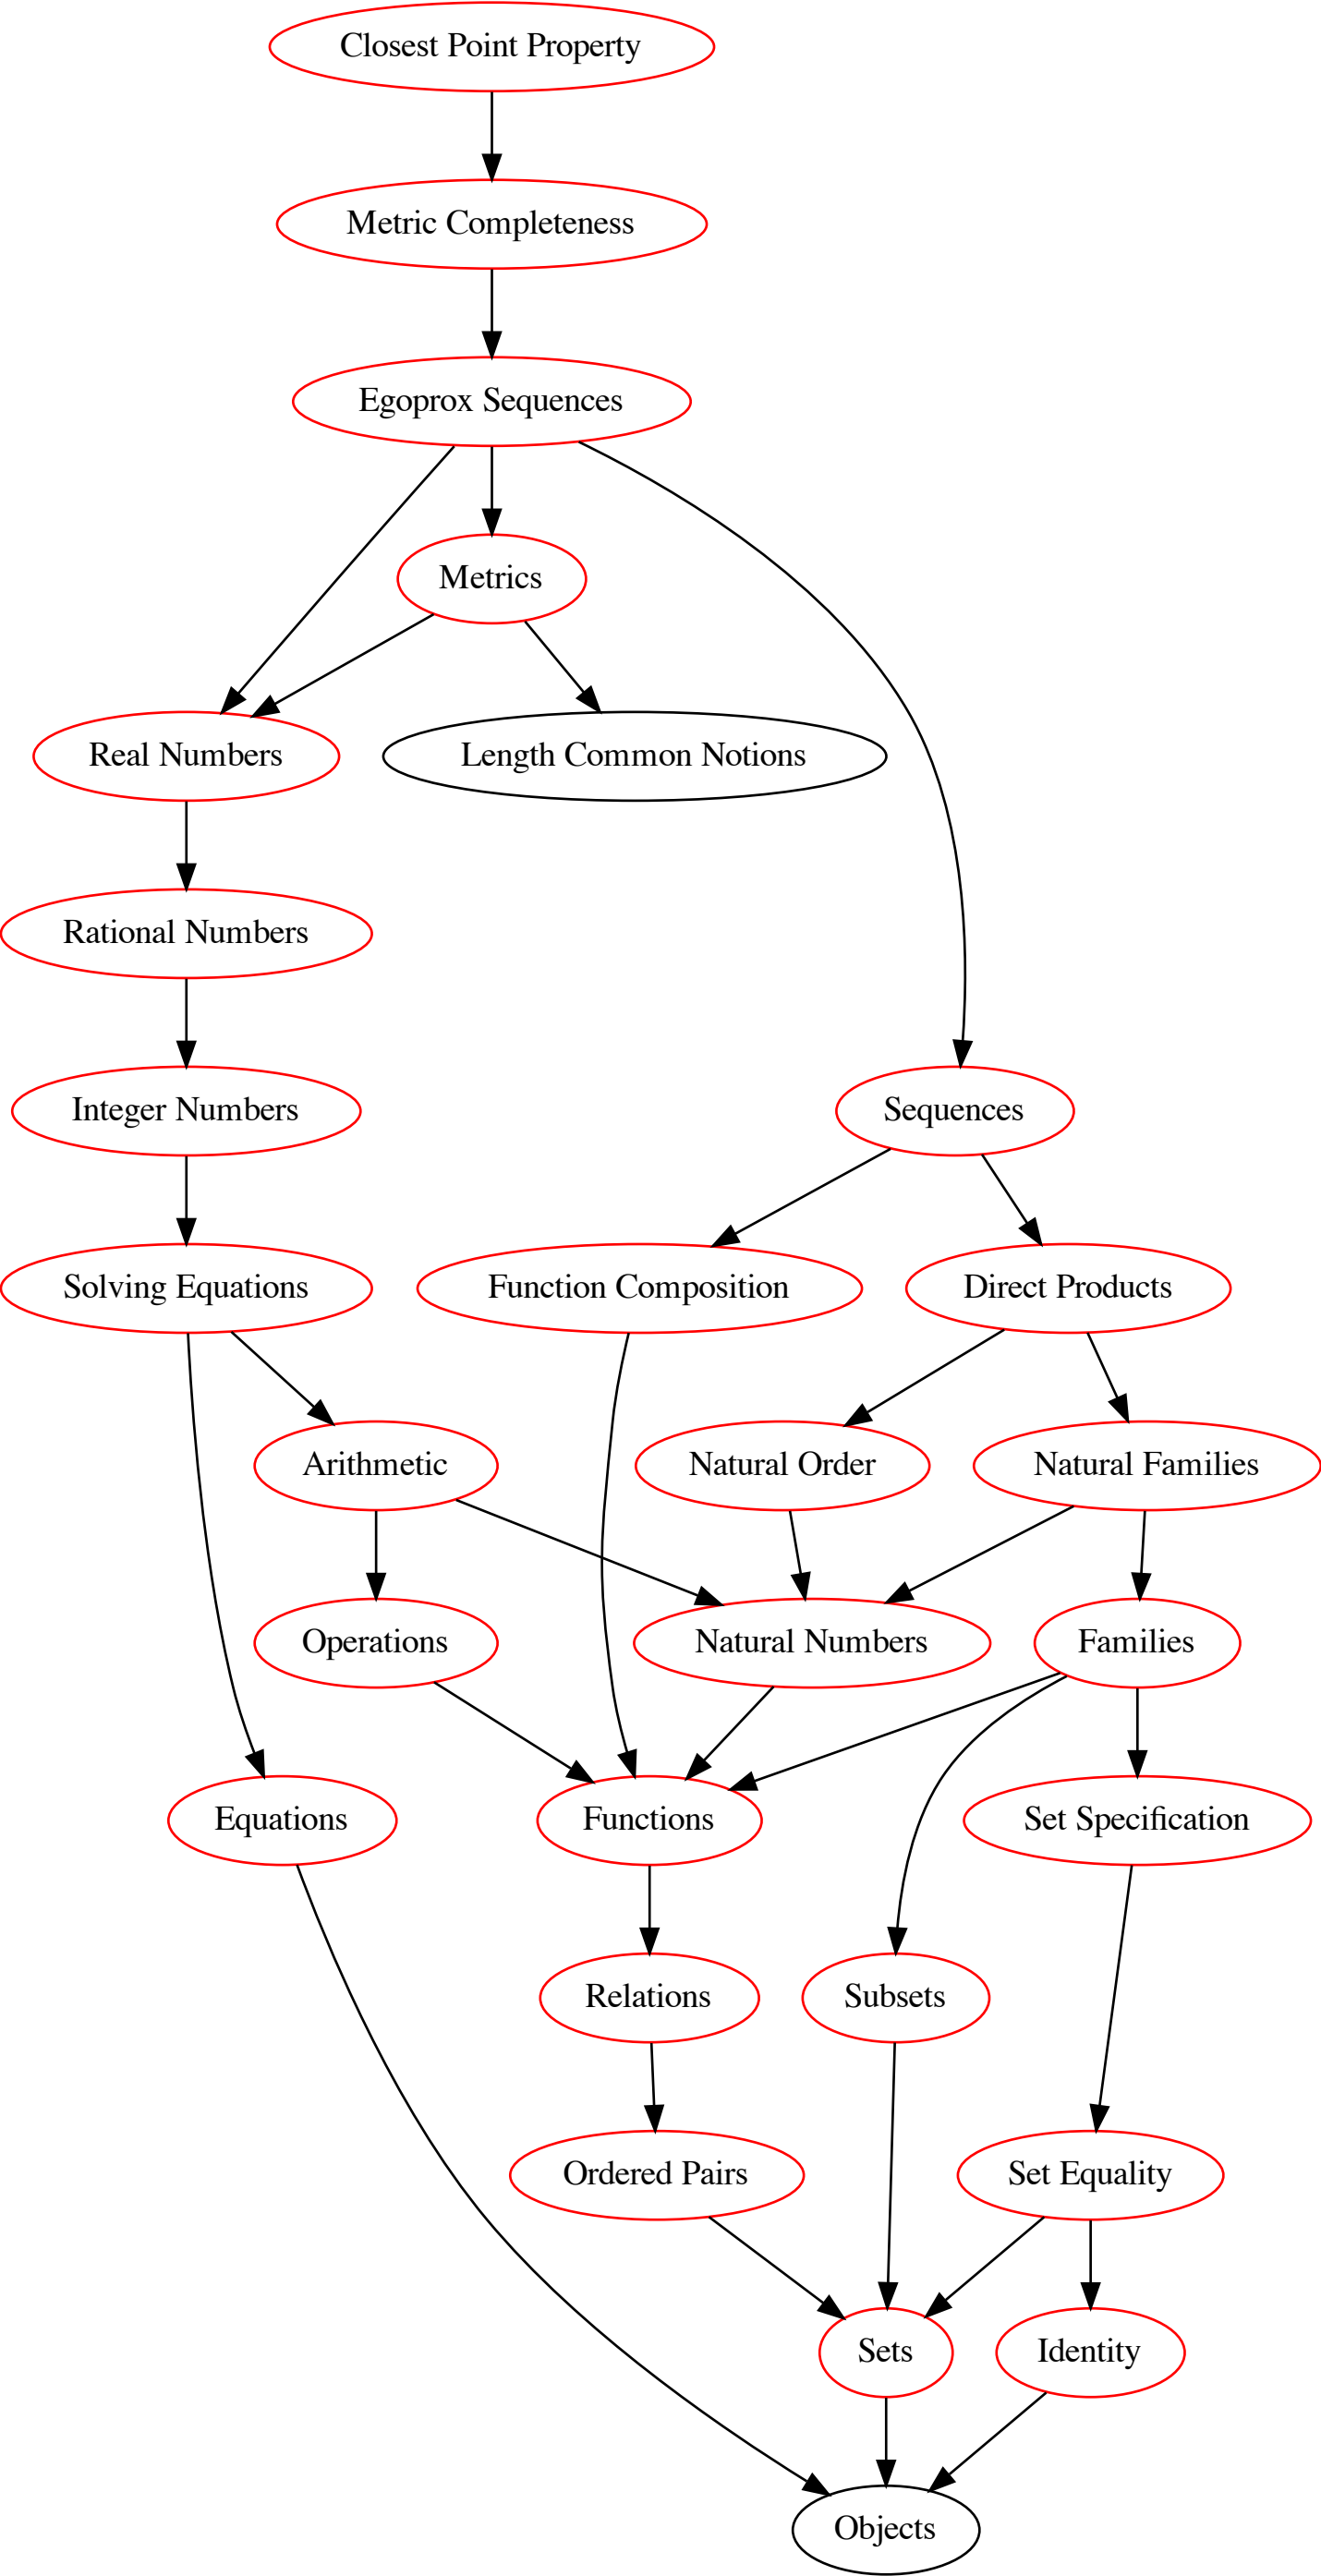 Closest Point Property
Metric Completeness
Egoprox Sequences
Metrics
Real Numbers
Length Common Notions
Rational Numbers
Integer Numbers
Sequences
Solving Equations
Function Composition
Direct Products
Arithmetic
Natural Order
Natural Families
Operations
Natural Numbers
Families
Equations
Functions
Set Specification
Relations
Subsets
Ordered Pairs
Set Equality
Sets
Identity
Objects